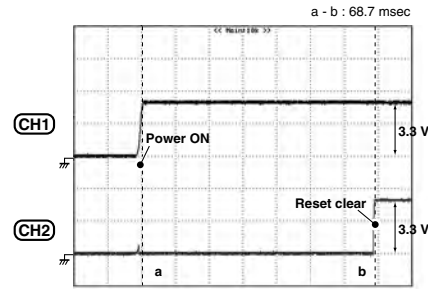 a - b : 68.7 msec
<< Main:10k >>
CH1
Power ON
3.3 V
Reset clear
CH2
3.3 V
a
b